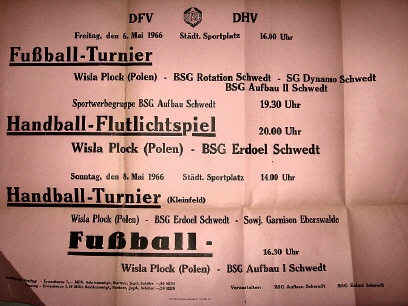 DFV DHV
Freitag, den 6. Mai 1966 Städt. Sportplatz 16.00 Uhr
Fußball-Turnier
Wisla Plock (Polen) - BSG Rotation Schwedt - SG Dynamo Schwedt
BSG Aufbau II Schwedt
Sportwerbegruppe BSG Aufbau Schwedt 19.30 Uhr
Handball-Flutlichtspiel 20.00 Uhr
Wisla Plock (Polen) - BSG Erdoel Schwedt
Sonntag, den 8. Mai 1966 Städt. Sportplatz 14.00 Uhr
Handball-Turnier (Kleinfeld)
Wisla Plock (Polen) - BSG Erdoel Schwedt - Sowj. Garnison Eberswalde
Fußball- 16.30 Uhr
Wisla Plock (Polen) - BSG Aufbau I Schwedt
Veranstalter: BSG Aufbau Schwedt BSG Erdoel Schwedt